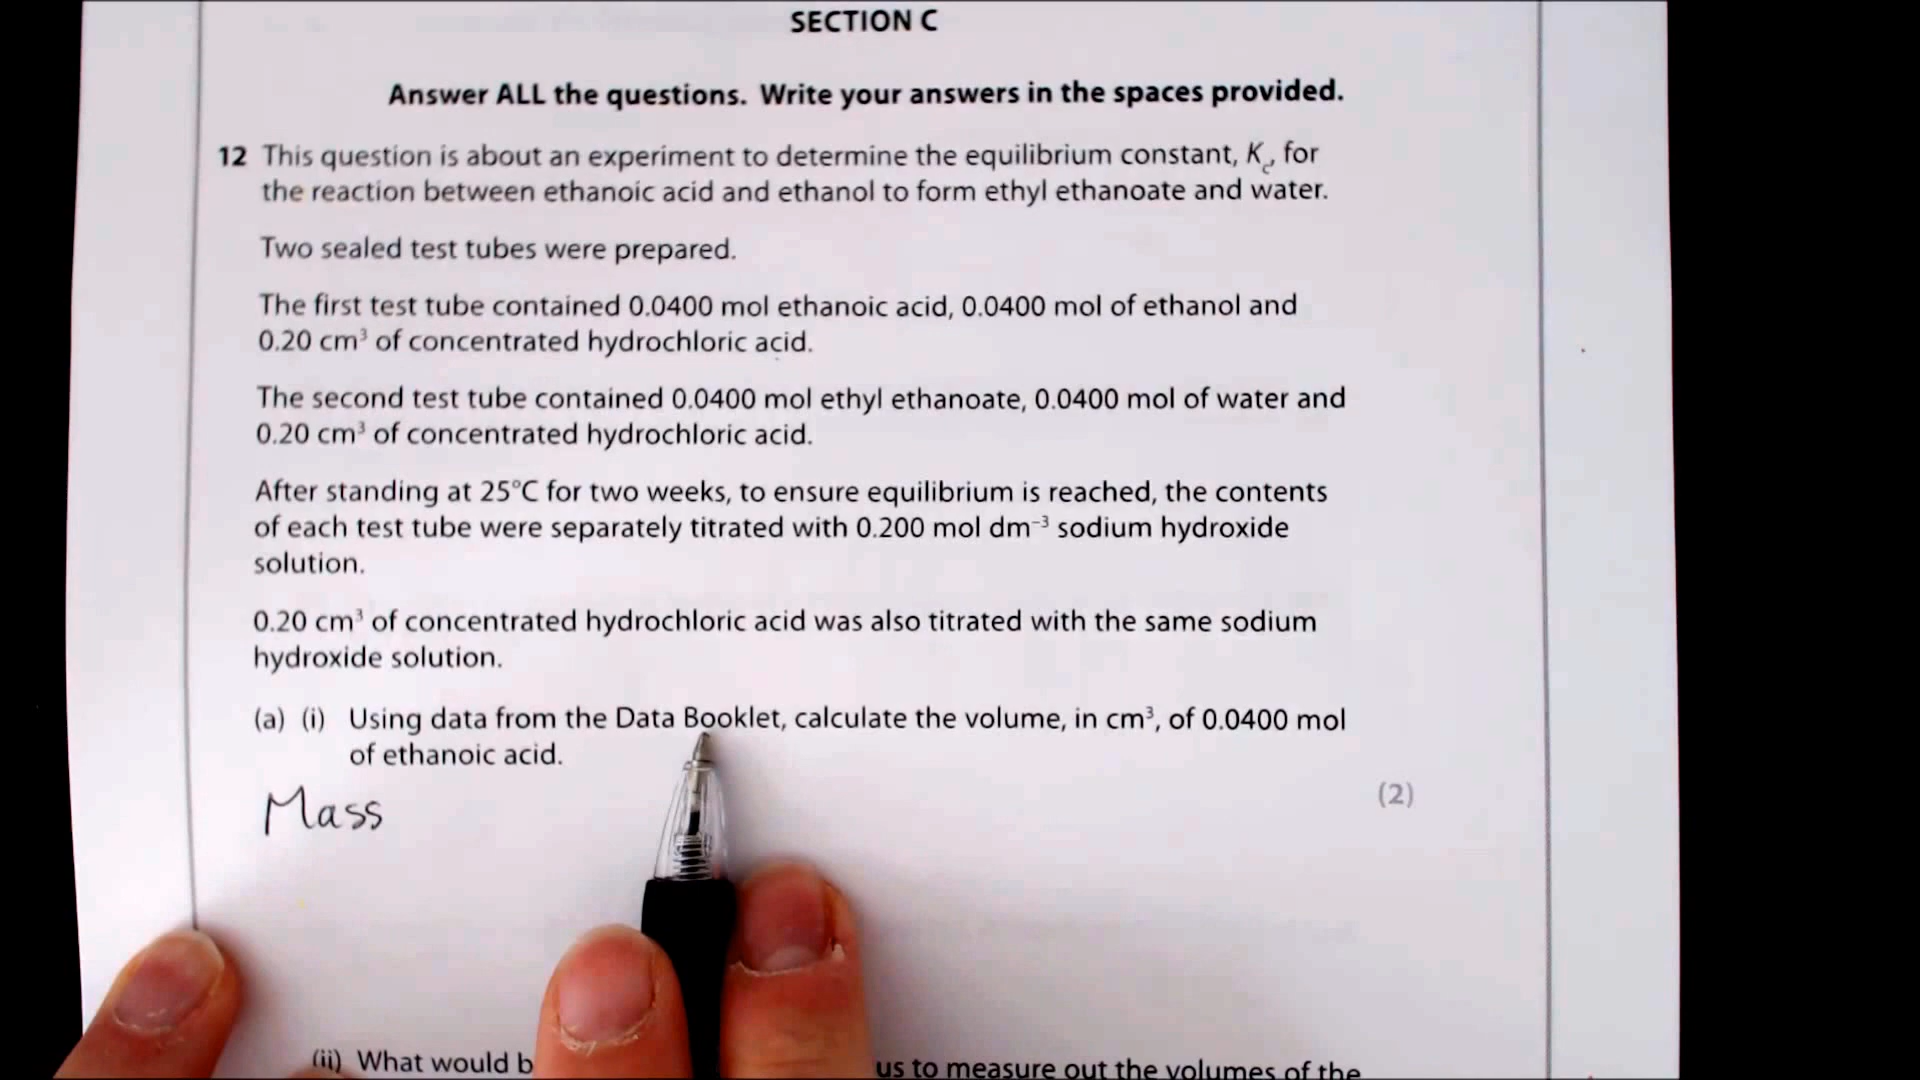 SECTION C
Answer ALL the questions. Write your answers in the spaces provided.
12 This question is about an experiment to determine the equilibrium constant, Kc, for
the reaction between ethanoic acid and ethanol to form ethyl ethanoate and water.
Two sealed test tubes were prepared.
The first test tube contained 0.0400 mol ethanoic acid, 0.0400 mol of ethanol and
0.20 cm³ of concentrated hydrochloric acid.
The second test tube contained 0.0400 mol ethyl ethanoate, 0.0400 mol of water and
0.20 cm³ of concentrated hydrochloric acid.
After standing at 25°C for two weeks, to ensure equilibrium is reached, the contents
of each test tube were separately titrated with 0.200 mol dm⁻³ sodium hydroxide
solution.
0.20 cm³ of concentrated hydrochloric acid was also titrated with the same sodium
hydroxide solution.
(a) (i) Using data from the Data Booklet, calculate the volume, in cm³, of 0.0400 mol
of ethanoic acid.
(2)
Mass
(ii) What would b us to measure out the volumes of the